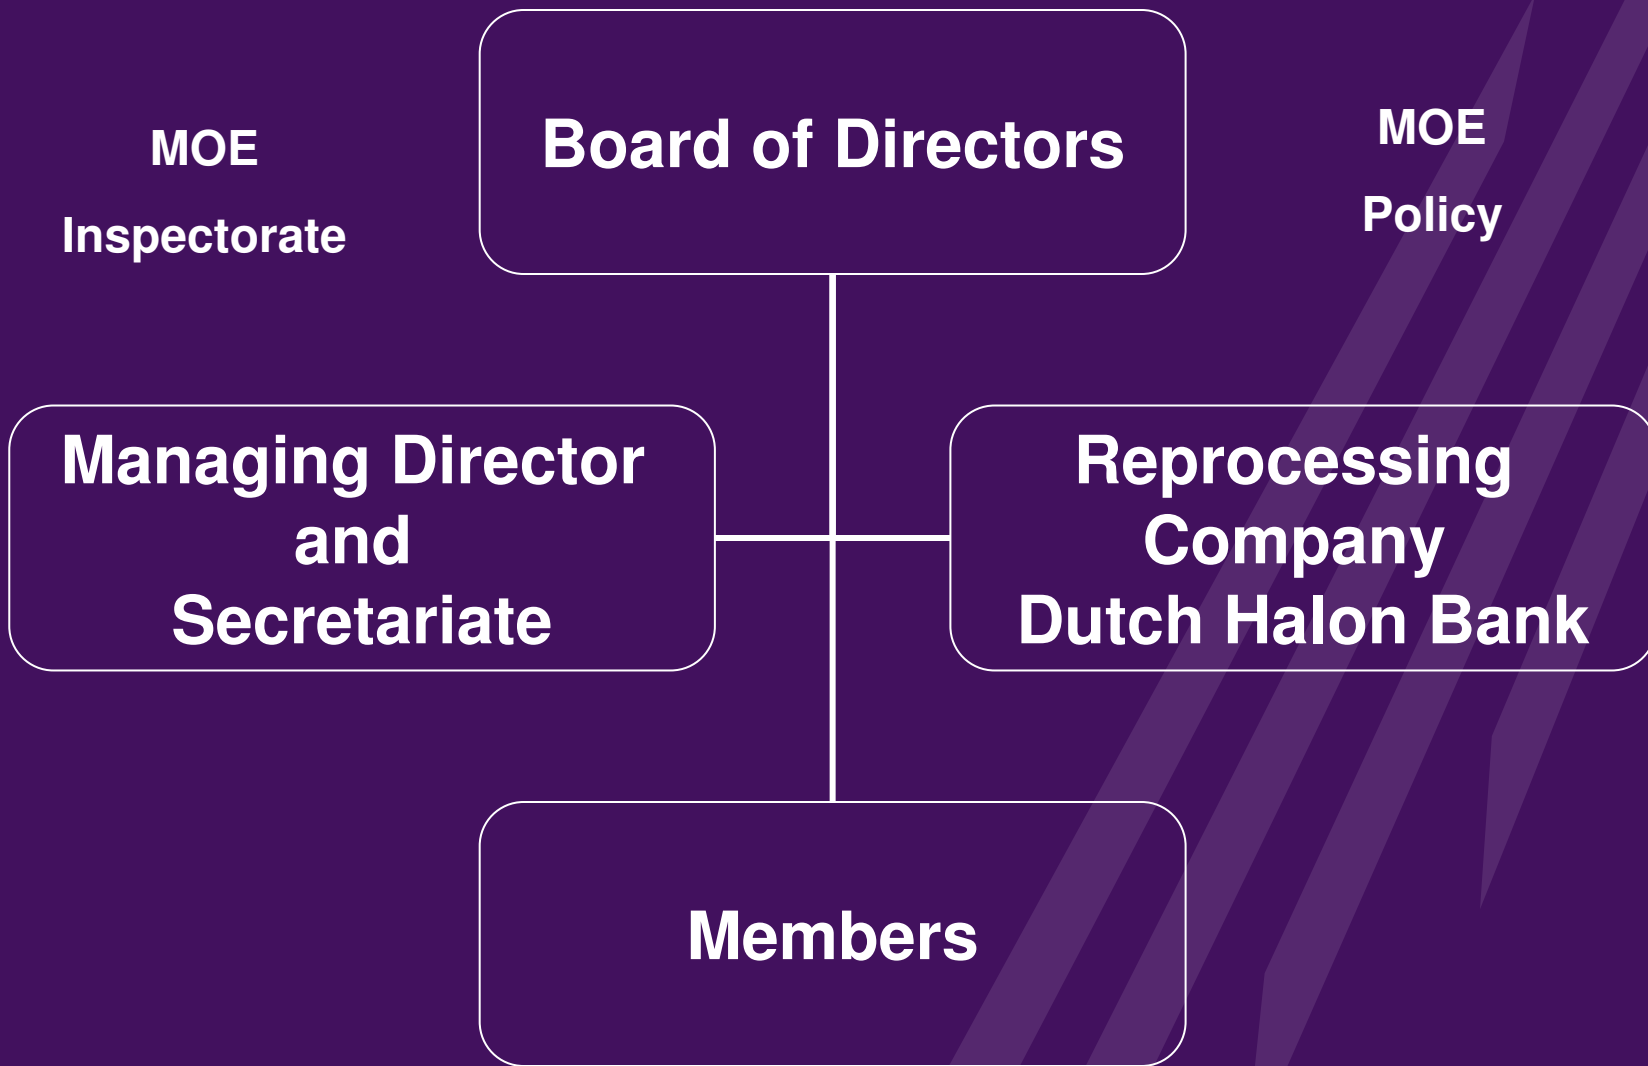 Board of Directors
MOE
Inspectorate
MOE
Policy
Managing Director
and
Secretariate
Reprocessing
Company
Dutch Halon Bank
Members